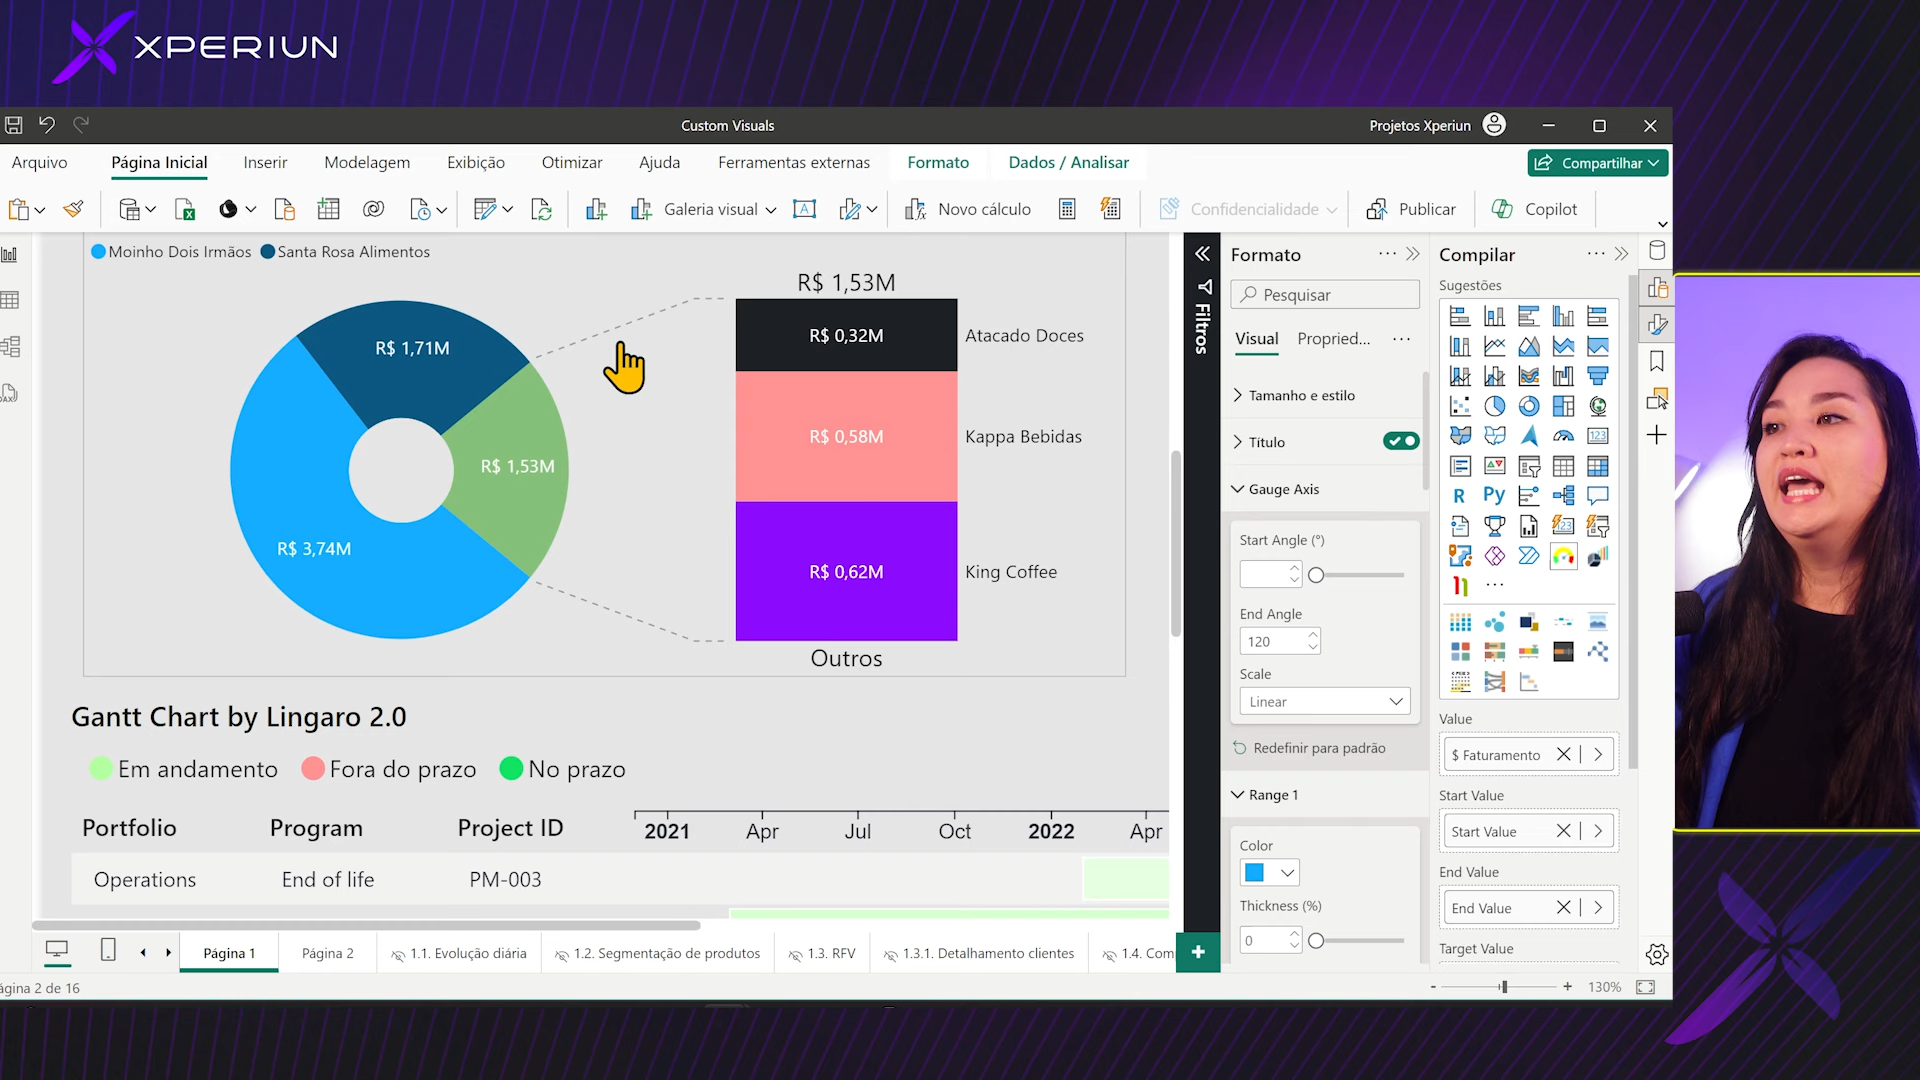 XPERIUN
Custom Visuals
Projetos Xperiun
Arquivo
Página Inicial
Inserir
Modelagem
Exibição
Otimizar
Ajuda
Ferramentas externas
Formato
Dados / Analisar
Compartilhar
Galeria visual
Novo cálculo
Confidencialidade
Publicar
Copilot
Moinho Dois Irmãos
Santa Rosa Alimentos
R$ 1,71M
R$ 1,53M
R$ 3,74M
R$ 1,53M
R$ 0,32M
Atacado Doces
R$ 0,58M
Kappa Bebidas
R$ 0,62M
King Coffee
Outros
Gantt Chart by Lingaro 2.0
Em andamento
Fora do prazo
No prazo
Portfolio
Program
Project ID
2021
Apr
Jul
Oct
2022
Apr
Operations
End of life
PM-003
Filtros
Formato
Pesquisar
Visual
Propried...
Tamanho e estilo
Título
Gauge Axis
Start Angle (°)
End Angle
120
Scale
Linear
Redefinir para padrão
Range 1
Color
Thickness (%)
0
Compilar
Sugestões
123
R
Py
123
Value
$ Faturamento
Start Value
Start Value
End Value
End Value
Target Value
Página 1
Página 2
1.1. Evolução diária
1.2. Segmentação de produtos
1.3. RFV
1.3.1. Detalhamento clientes
1.4. Com
ágina 2 de 16
130%